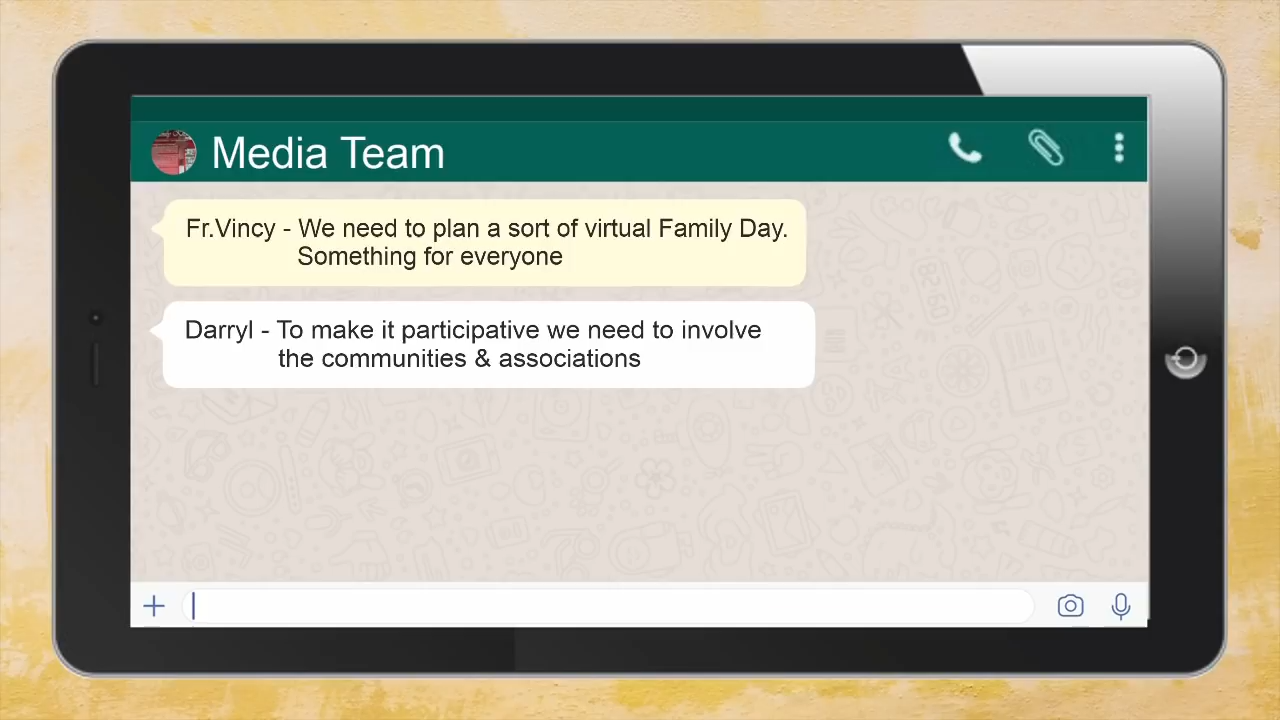 Media Team
Fr.Vincy - We need to plan a sort of virtual Family Day.
Something for everyone
Darryl - To make it participative we need to involve
the communities & associations